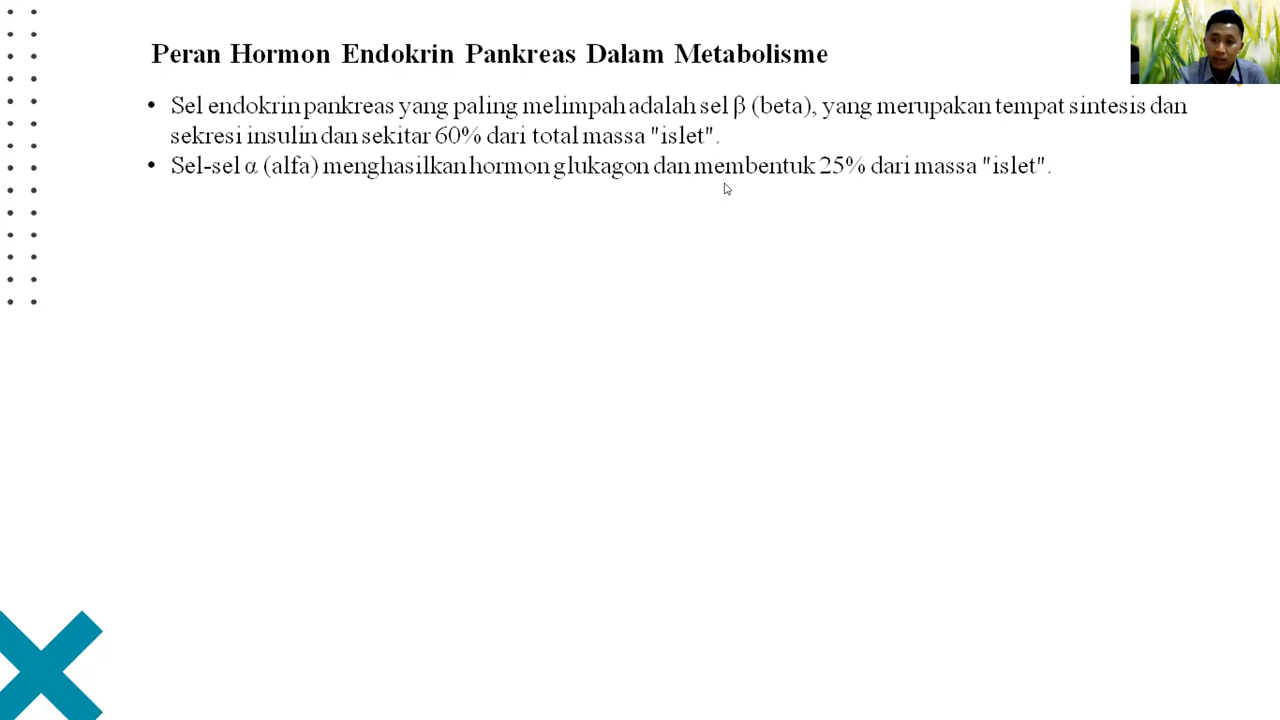 Peran Hormon Endokrin Pankreas Dalam Metabolisme
• Sel endokrin pankreas yang paling melimpah adalah sel β (beta), yang merupakan tempat sintesis dan
sekresi insulin dan sekitar 60% dari total massa "islet".
• Sel-sel α (alfa) menghasilkan hormon glukagon dan membentuk 25% dari massa "islet".